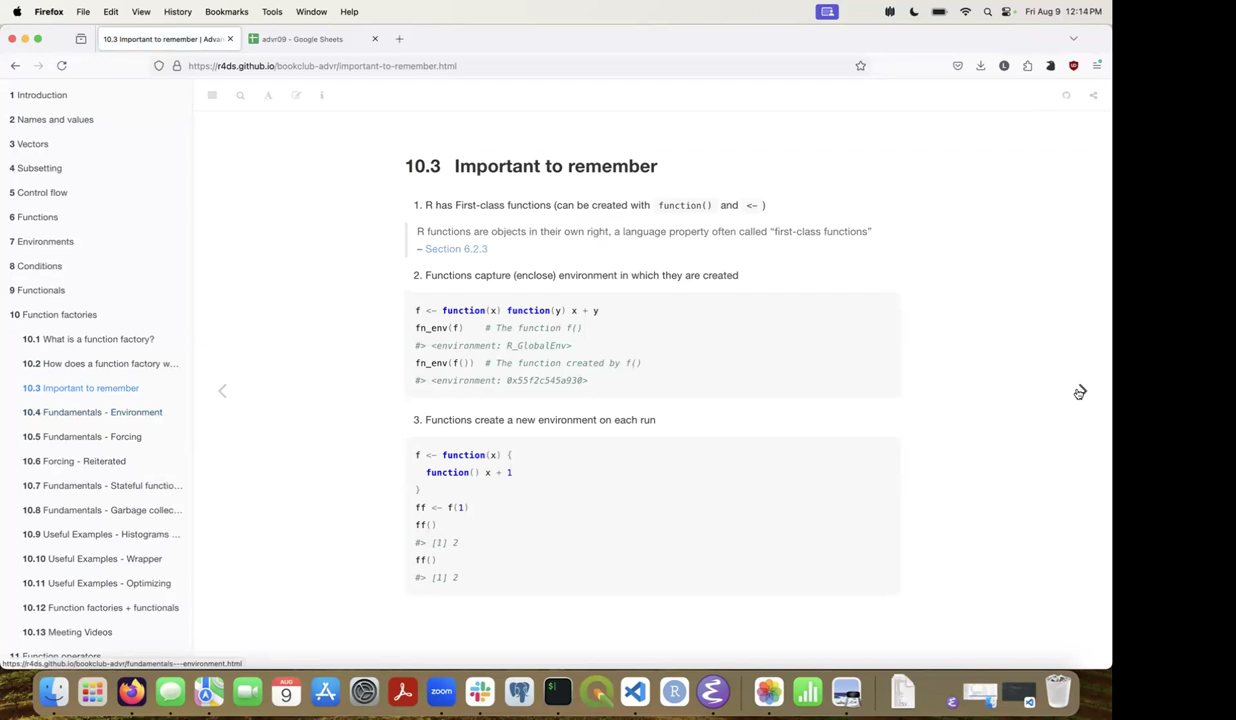 Firefox File Edit View History Bookmarks Tools Window Help Fri Aug 9 12:14 PM
10.3 Important to remember | Adva
advr09 - Google Sheets
https://r4ds.github.io/bookclub-advr/important-to-remember.html
1 Introduction
2 Names and values
3 Vectors
4 Subsetting
5 Control flow
6 Functions
7 Environments
8 Conditions
9 Functionals
10 Function factories
10.1 What is a function factory?
10.2 How does a function factory w...
10.3 Important to remember
10.4 Fundamentals - Environment
10.5 Fundamentals - Forcing
10.6 Forcing - Reiterated
10.7 Fundamentals - Stateful functio...
10.8 Fundamentals - Garbage collec...
10.9 Useful Examples - Histograms ...
10.10 Useful Examples - Wrapper
10.11 Useful Examples - Optimizing
10.12 Function factories + functionals
10.13 Meeting Videos
11 Function operators
https://r4ds.github.io/bookclub-advr/fundamentals---environment.html
10.3 Important to remember
1. R has First-class functions (can be created with function() and <- )
R functions are objects in their own right, a language property often called “first-class functions”
– Section 6.2.3
2. Functions capture (enclose) environment in which they are created
f <- function(x) function(y) x + y
fn_env(f) # The function f()
#> <environment: R_GlobalEnv>
fn_env(f()) # The function created by f()
#> <environment: 0x55f2c545a930>
3. Functions create a new environment on each run
f <- function(x) {
function() x + 1
}
ff <- f(1)
ff()
#> [1] 2
ff()
#> [1] 2
AUG
9
zoom